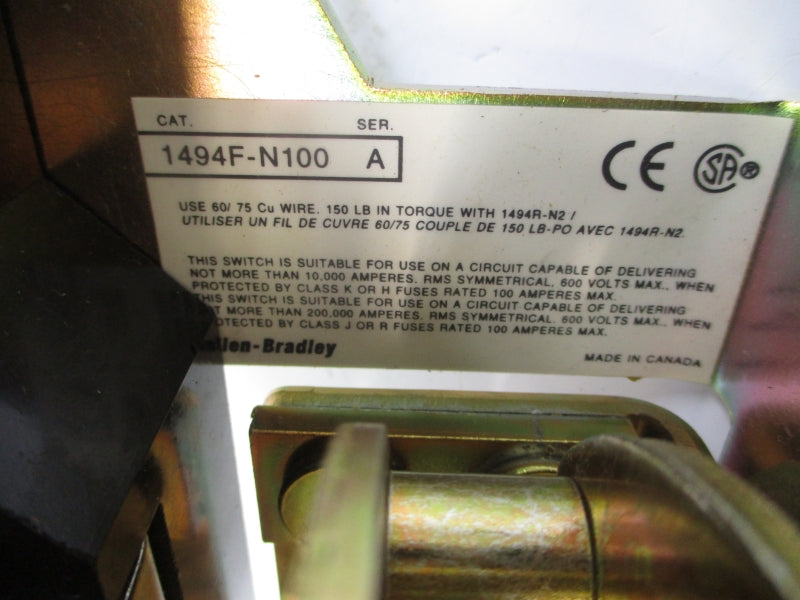 CAT. SER.
1494F-N100 A
CE SA®
USE 60/ 75 Cu WIRE. 150 LB IN TORQUE WITH 1494R-N2 /
UTILISER UN FIL DE CUVRE 60/75 COUPLE DE 150 LB-PO AVEC 1494R-N2
THIS SWITCH IS SUITABLE FOR USE ON A CIRCUIT CAPABLE OF DELIVERING
NOT MORE THAN 10,000 AMPERES. RMS SYMMETRICAL, 600 VOLTS MAX., WHEN
PROTECTED BY CLASS K OR H FUSES RATED 100 AMPERES MAX.
THIS SWITCH IS SUITABLE FOR USE ON A CIRCUIT CAPABLE OF DELIVERING
NOT MORE THAN 200,000 AMPERES. RMS SYMMETRICAL, 600 VOLTS MAX., WHEN
PROTECTED BY CLASS J OR R FUSES RATED 100 AMPERES MAX.
Allen-Bradley
MADE IN CANADA